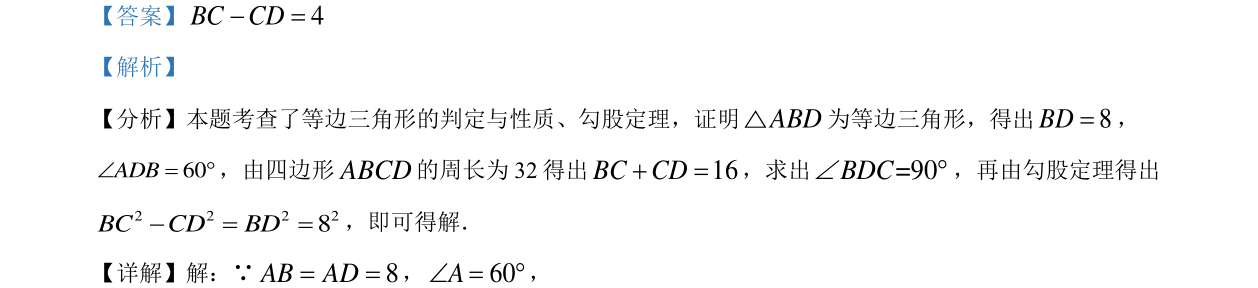 【答案】BC－CD＝4
【解析】
【分析】本题考查了等边三角形的判定与性质、勾股定理，证明△ABD为等边三角形，得出BD＝8，
∠ADB＝60°，由四边形ABCD的周长为32得出BC＋CD＝16，求出∠BDC=90°，再由勾股定理得出
BC²－CD²＝BD²＝8²，即可得解.
【详解】解：∵AB＝AD＝8，∠A＝60°，